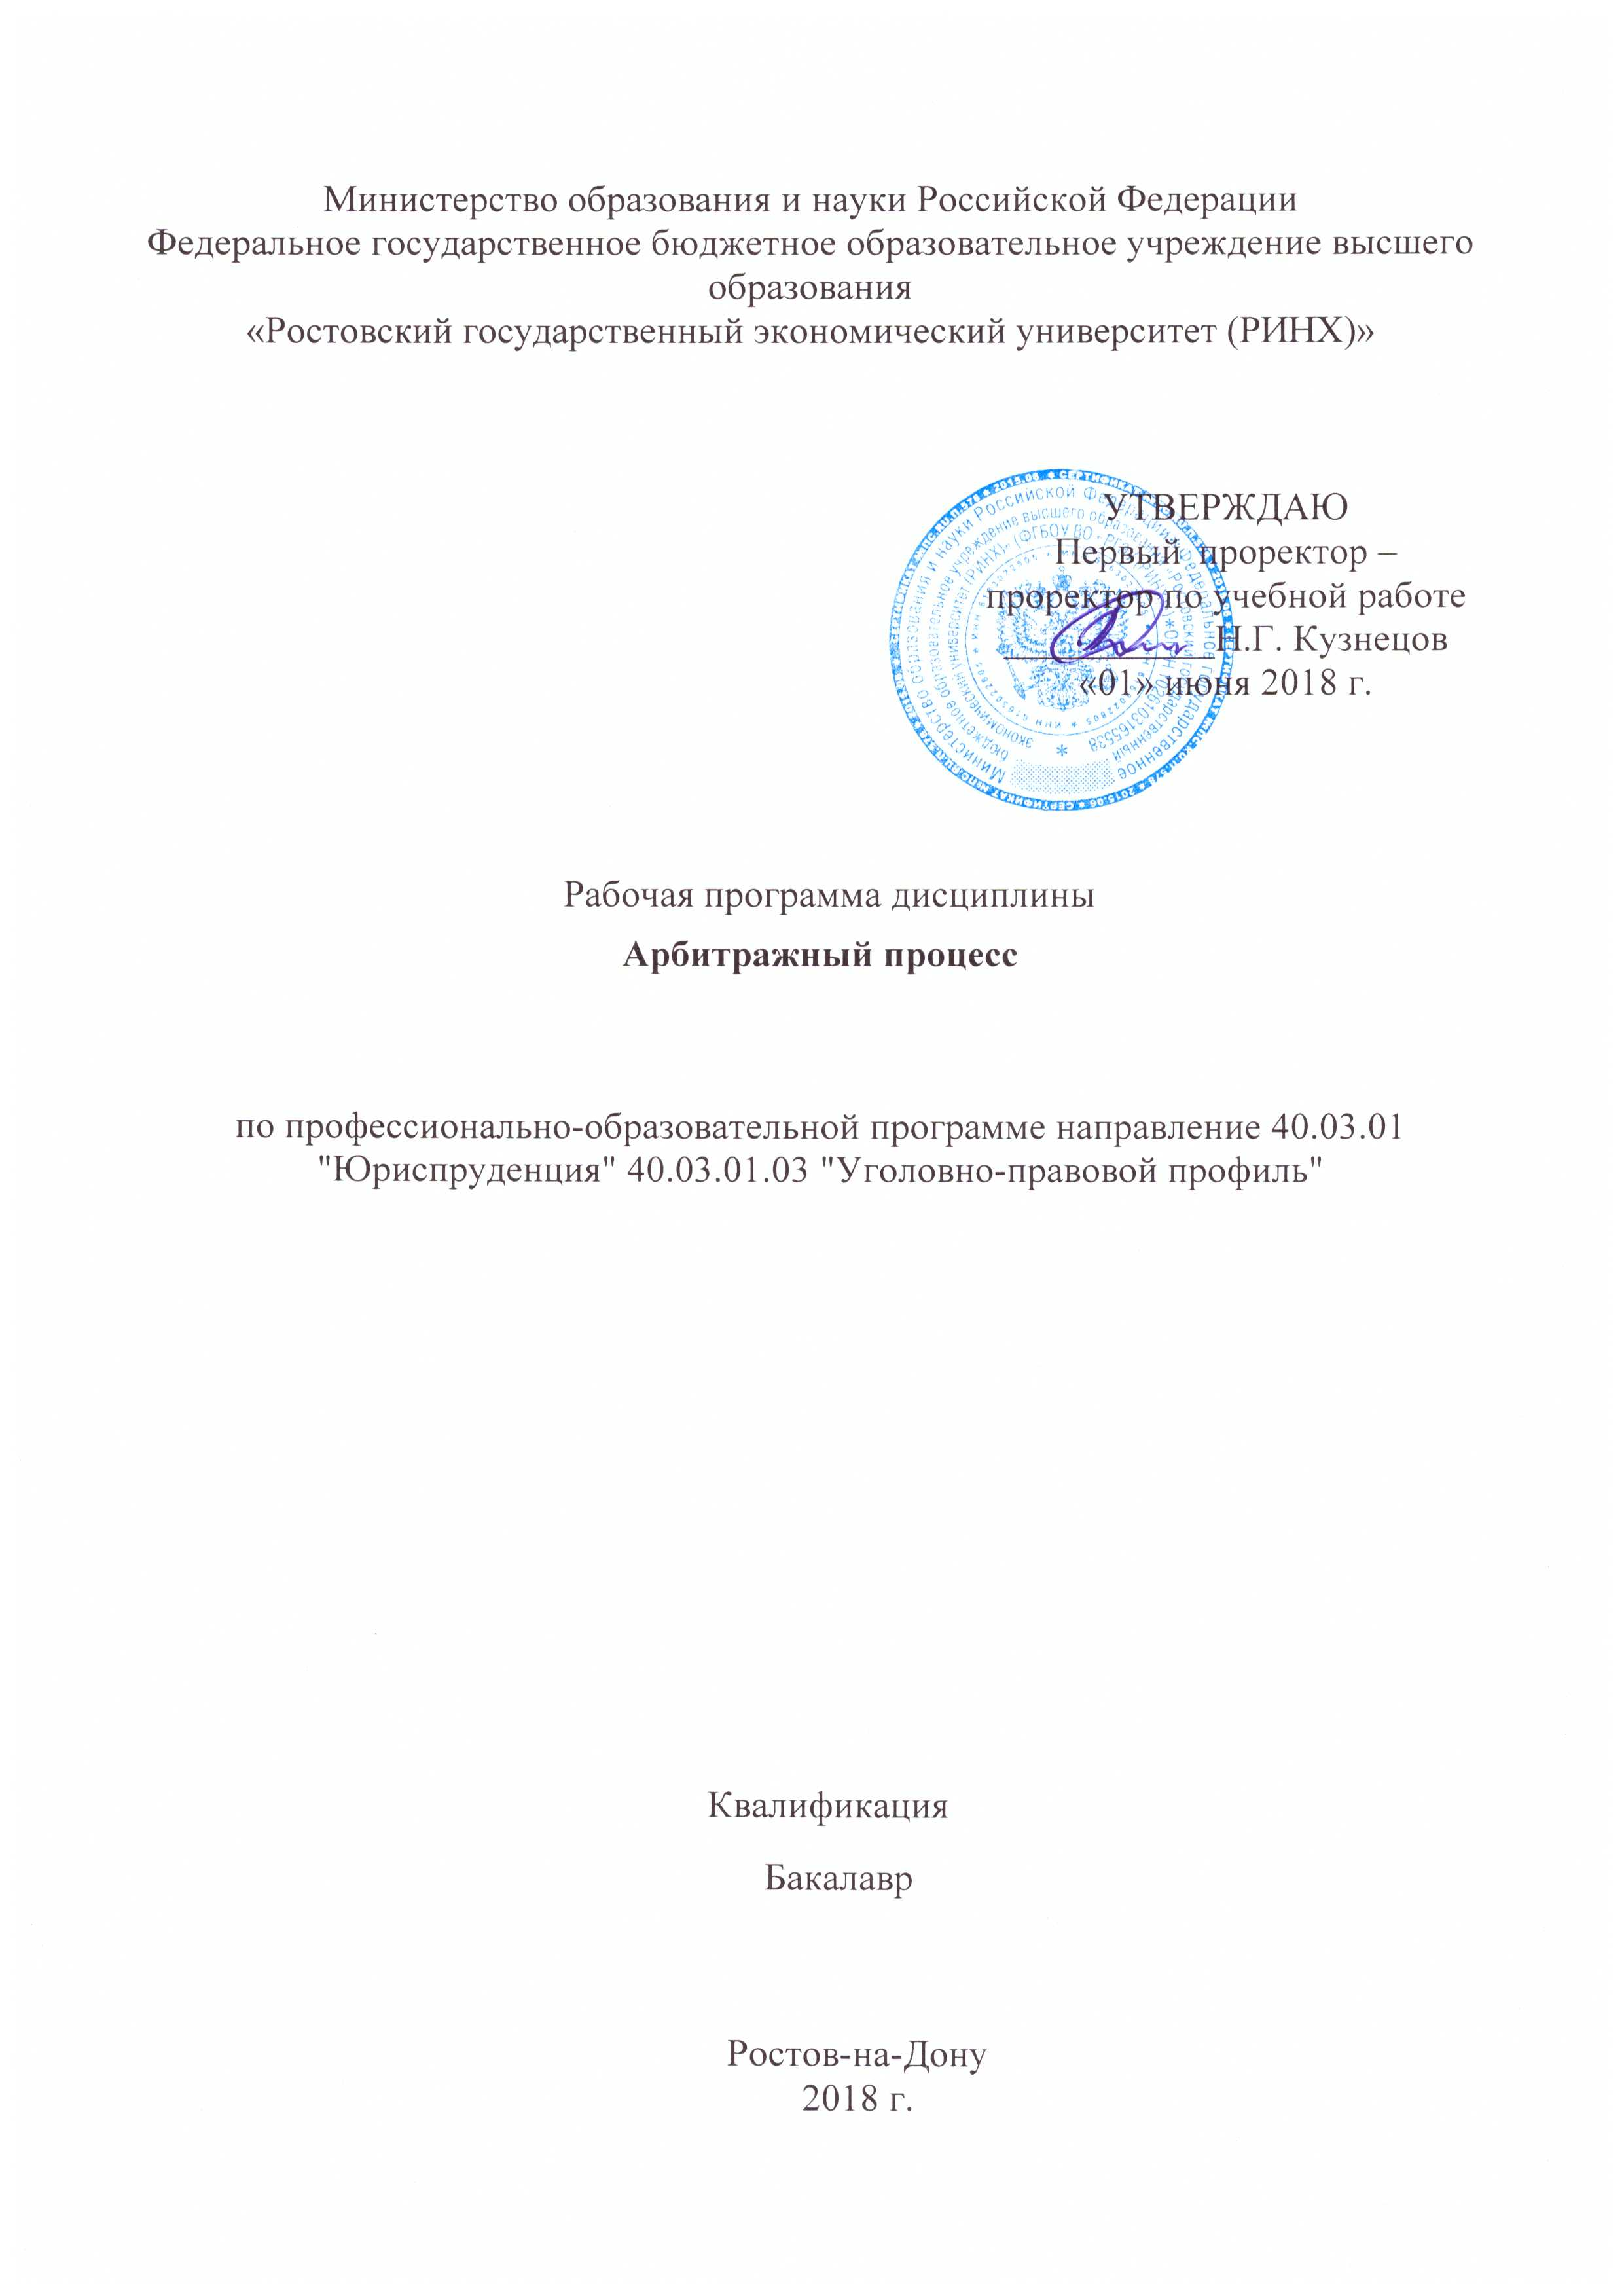 Министерство образования и науки Российской Федерации
Федеральное государственное бюджетное образовательное учреждение высшего
образования
«Ростовский государственный экономический университет (РИНХ)»
УТВЕРЖДАЮ
Первый проректор –
проректор по учебной работе
Н.Г. Кузнецов
«01» июня 2018 г.
Рабочая программа дисциплины
Арбитражный процесс
по профессионально-образовательной программе направление 40.03.01
"Юриспруденция" 40.03.01.03 "Уголовно-правовой профиль"
Квалификация
Бакалавр
Ростов-на-Дону
2018 г.